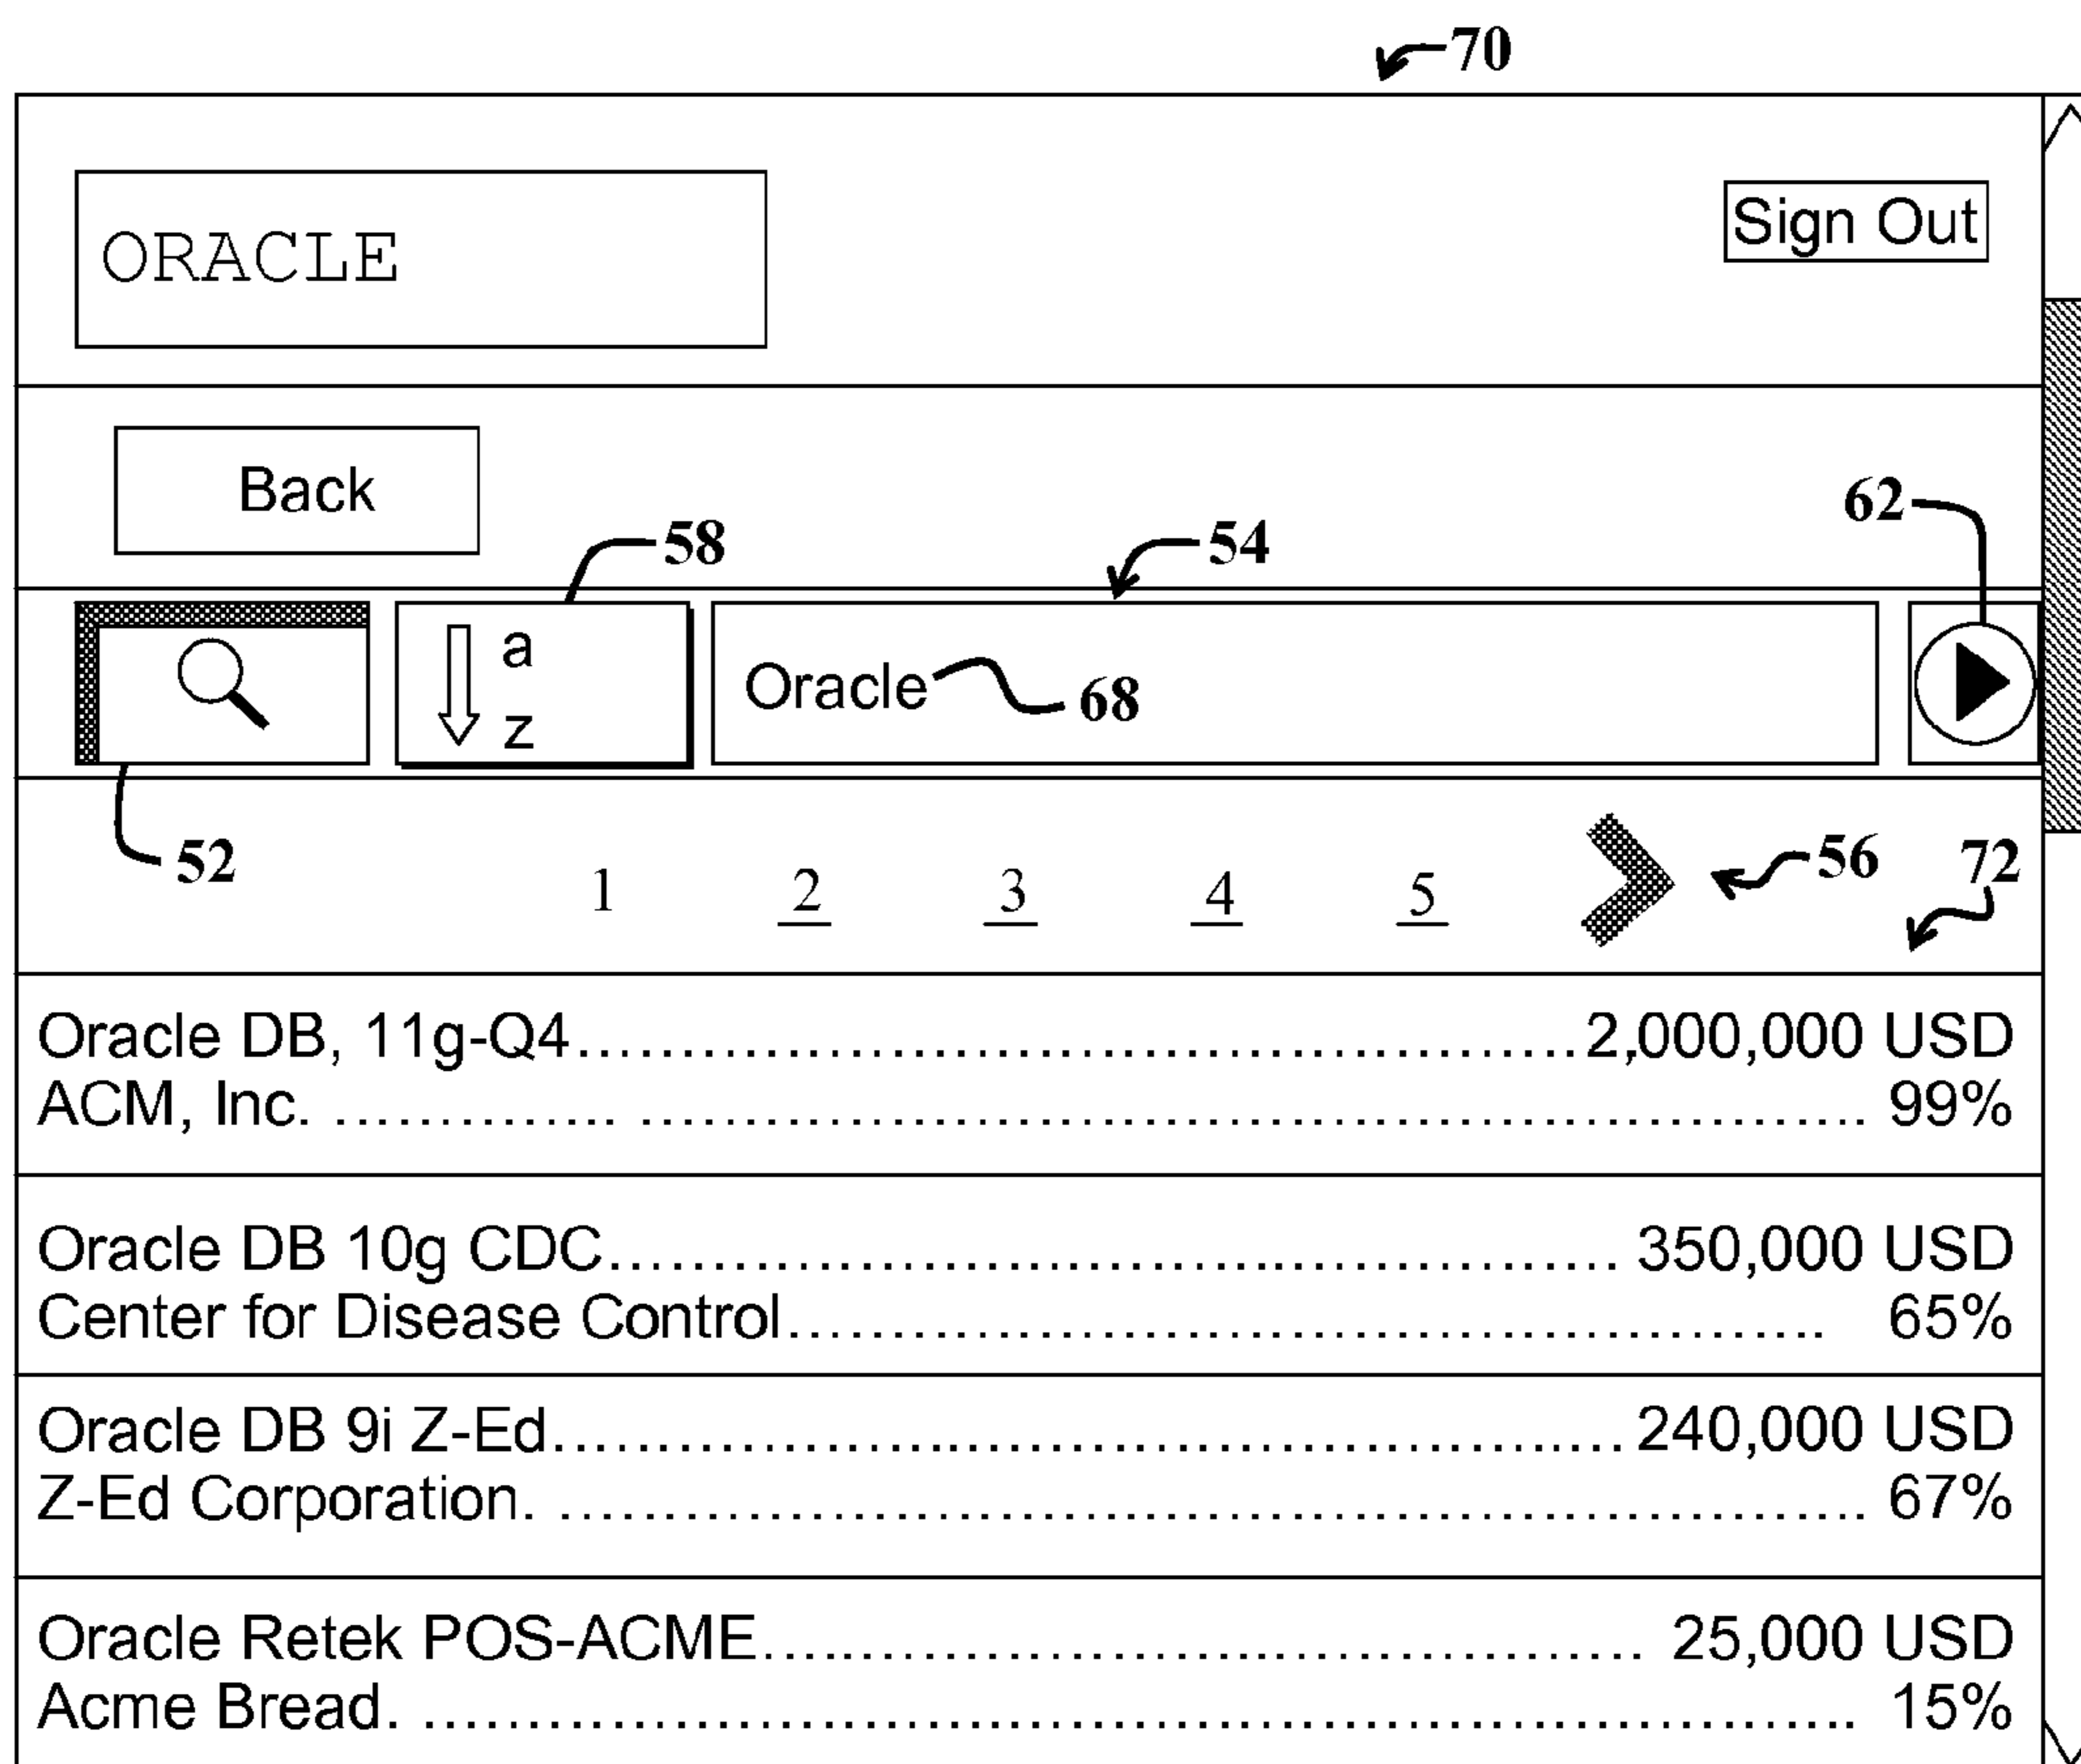 70
ORACLE
Sign Out
Back
58
54
62
a
z
Oracle
68
52
1 2 3 4 5
56
72
Oracle DB, 11g-Q4................................................2,000,000 USD
ACM, Inc. .......................................................................... 99%
Oracle DB 10g CDC................................................. 350,000 USD
Center for Disease Control.................................................. 65%
Oracle DB 9i Z-Ed.................................................... 240,000 USD
Z-Ed Corporation. ............................................................... 67%
Oracle Retek POS-ACME........................................... 25,000 USD
Acme Bread. ...................................................................... 15%